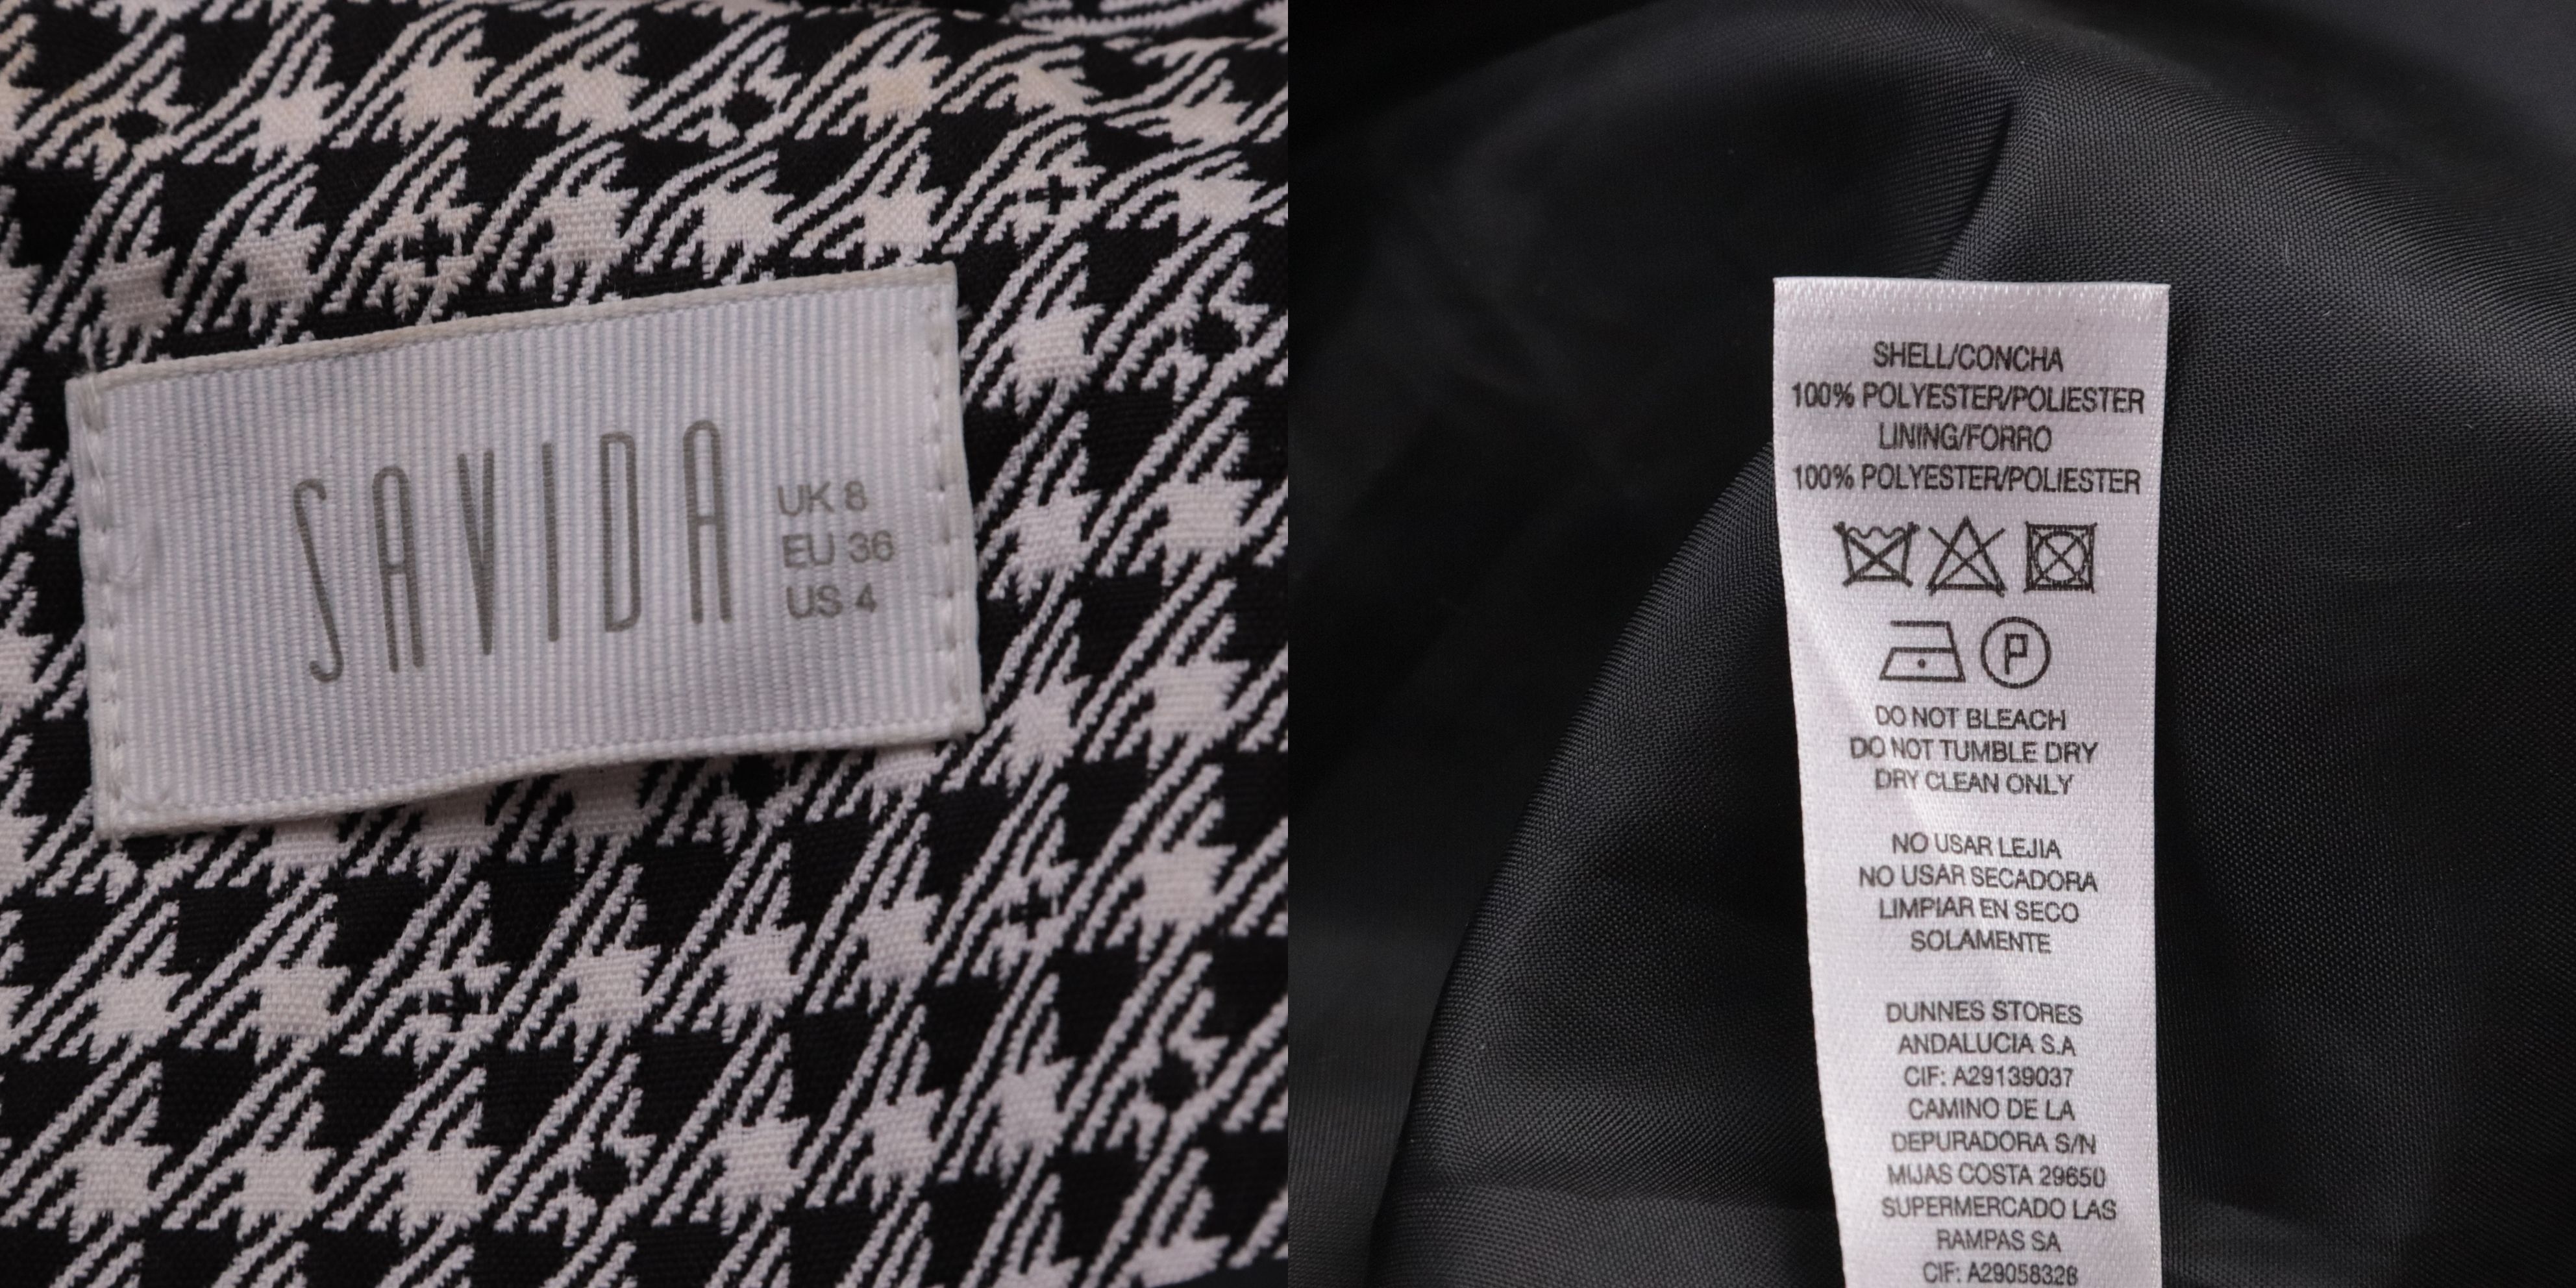 SAVIDA
UK 8
EU 36
US 4
SHELL/CONCHA
100% POLYESTER/POLIESTER
LINING/FORRO
100% POLYESTER/POLIESTER
P
DO NOT BLEACH
DO NOT TUMBLE DRY
DRY CLEAN ONLY
NO USAR LEJIA
NO USAR SECADORA
LIMPIAR EN SECO
SOLAMENTE
DUNNES STORES
ANDALUCIA S.A
CIF: A29139037
CAMINO DE LA
DEPURADORA S/N
MIJAS COSTA 29650
SUPERMERCADO LAS
RAMPAS SA
CIF: A29058328